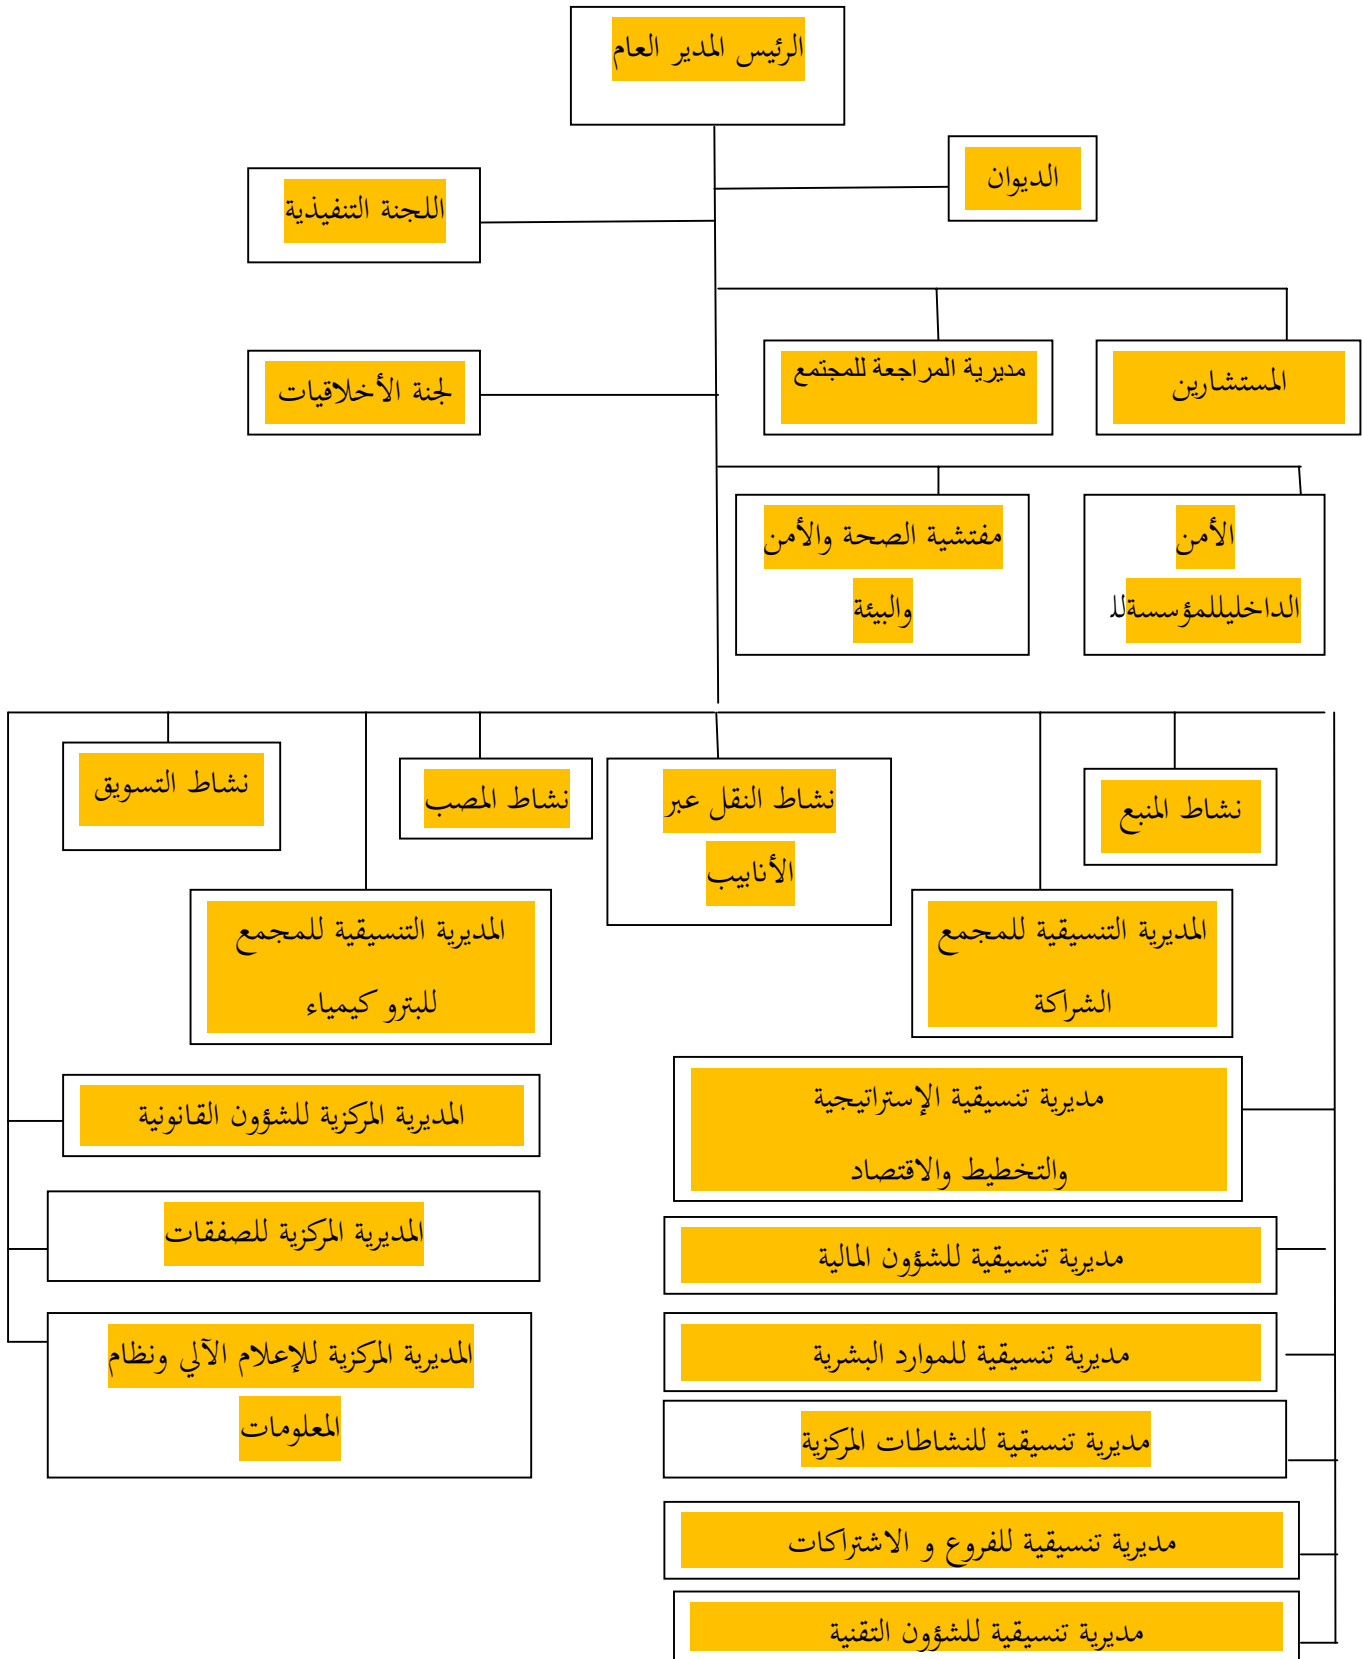 الرئيس المدير العام
الديوان
اللجنة التنفيذية
المستشارين
مديرية المراجعة للمجتمع
لجنة الأخلاقيات
الأمن
الداخليللمؤسسةلل
مفتشية الصحة والأمن
والبيئة
نشاط المنبع
نشاط النقل عبر
الأنابيب
نشاط المصب
نشاط التسويق
المديرية التنسيقية للمجمع
الشراكة
المديرية التنسيقية للمجمع
للبترو كيمياء
مديرية تنسيقية الإستراتيجية
والتخطيط والاقتصاد
مديرية تنسيقية للشؤون المالية
مديرية تنسيقية للموارد البشرية
مديرية تنسيقية للنشاطات المركزية
مديرية تنسيقية للفروع و الاشتراكات
مديرية تنسيقية للشؤون التقنية
المديرية المركزية للشؤون القانونية
المديرية المركزية للصفقات
المديرية المركزية للإعلام الآلي ونظام
المعلومات